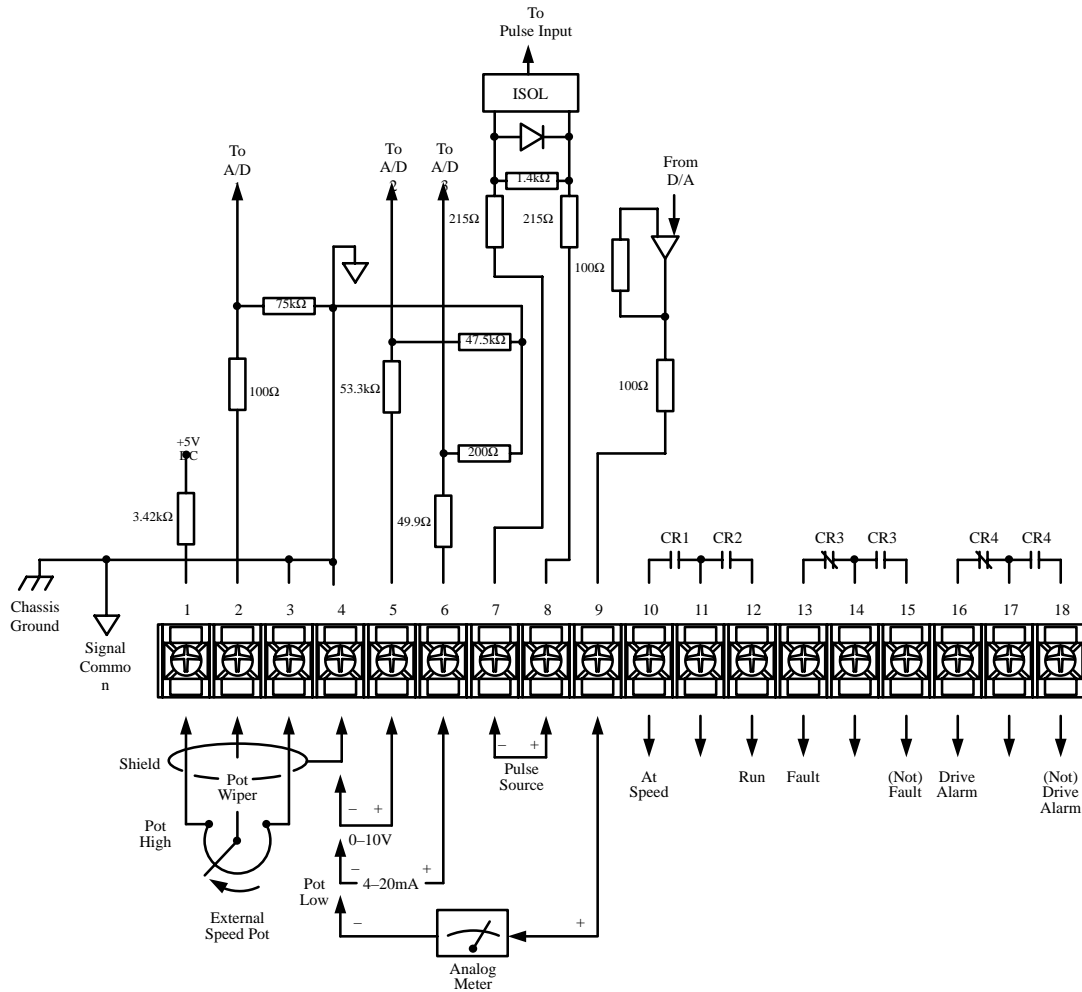 To
Pulse Input
ISOL
To
A/D
To
A/D
2
To
A/D
3
From
D/A
1.4kΩ
215Ω
215Ω
100Ω
75kΩ
47.5kΩ
100Ω
53.3kΩ
100Ω
+5V
DC
200Ω
3.42kΩ
49.9Ω
CR1
CR2
CR3
CR3
CR4
CR4
Chassis
Ground
Signal
Commo
n
1
2
3
4
5
6
7
8
9
10
11
12
13
14
15
16
17
18
Shield
Pot
Wiper
Pot
High
External
Speed Pot
– +
0–10V
– +
4–20mA
Pot
Low
– +
Analog
Meter
– +
Pulse
Source
At
Speed
Run
Fault
(Not)
Fault
Drive
Alarm
(Not)
Drive
Alarm